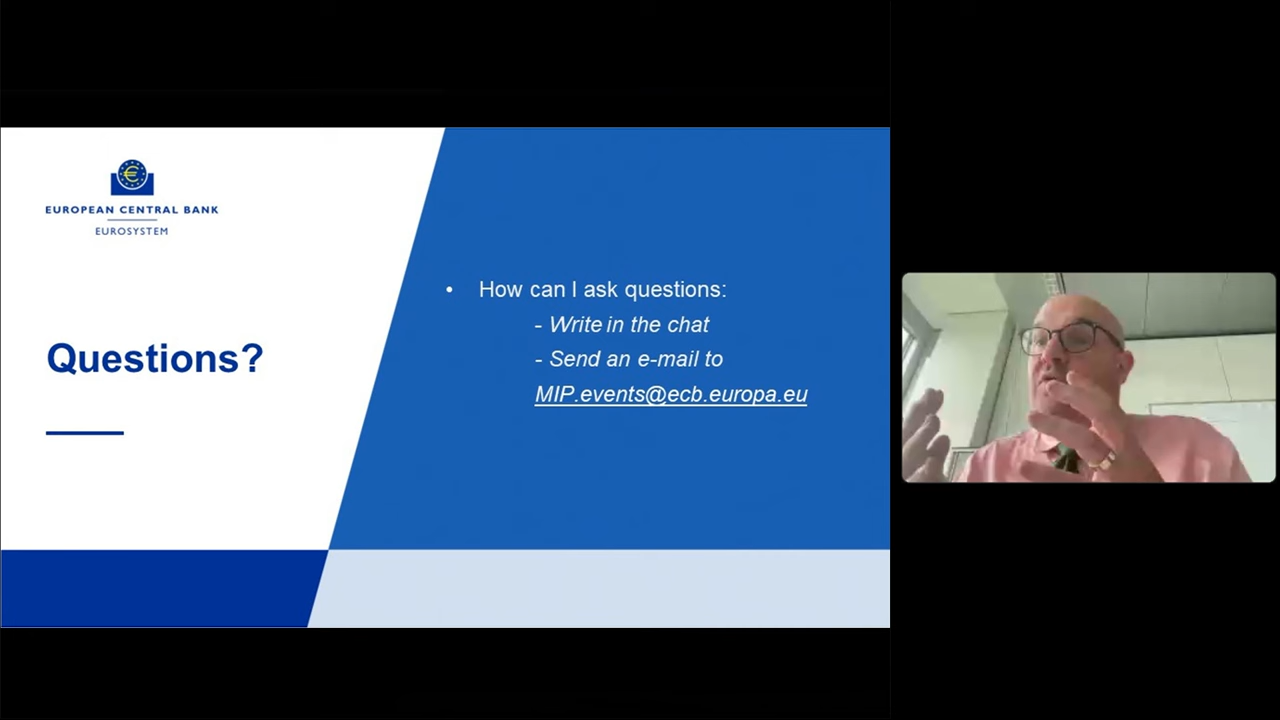 EUROPEAN CENTRAL BANK
EUROSYSTEM
Questions?
• How can I ask questions:
- Write in the chat
- Send an e-mail to
MIP.events@ecb.europa.eu